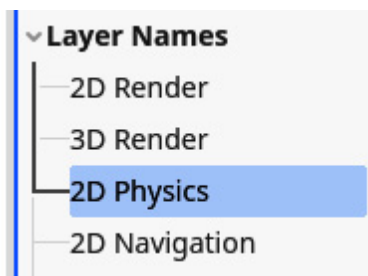 Layer Names
2D Render
3D Render
2D Physics
2D Navigation